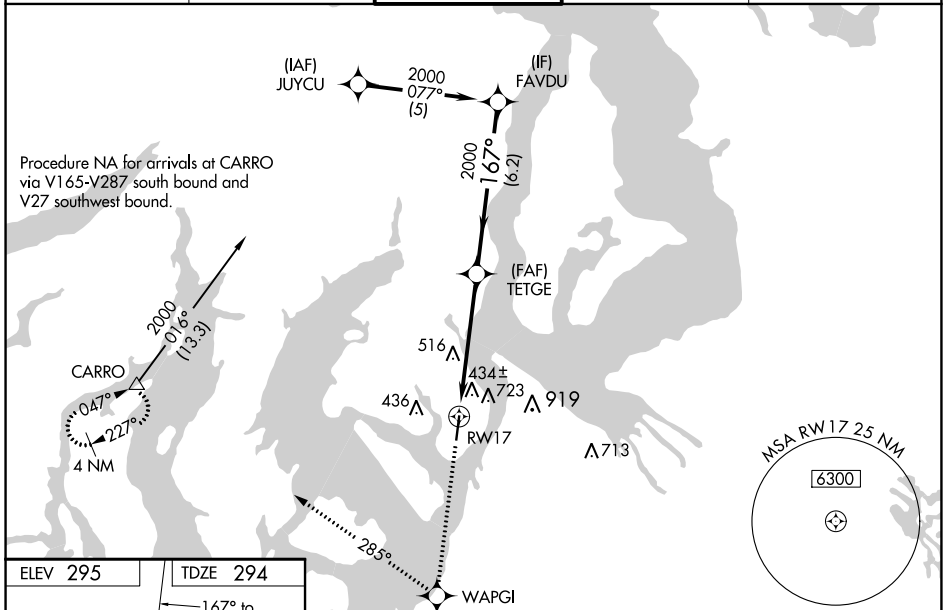 (IAF)
JUYCU
2000
077°
(5)
(IF)
FAVDU
2000
167°
(6.2)
Procedure NA for arrivals at CARRO
via V165-V287 south bound and
V27 southwest bound.
(FAF)
TETGE
2000
016°
(13.3)
CARRO
047°
227°
4 NM
516
434±
723
436
919
RW17
713
MSA RW17 25 NM
6300
285°
WAPGI
ELEV 295
TDZE 294
167° to